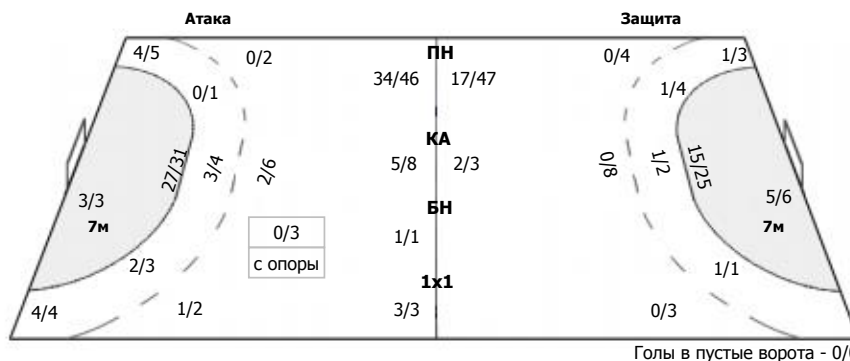 Атака Защита
4/5 0/2 ПН 0/4 1/3
34/46 17/47
0/1 1/4
КА
27/31 3/4 2/6 5/8 2/3 0/8 1/2 15/25
3/3 5/6
7м БН 7м
0/3 1/1
с опоры
2/3 1/1
1x1
4/4 1/2 3/3 0/3
Голы в пустые ворота -